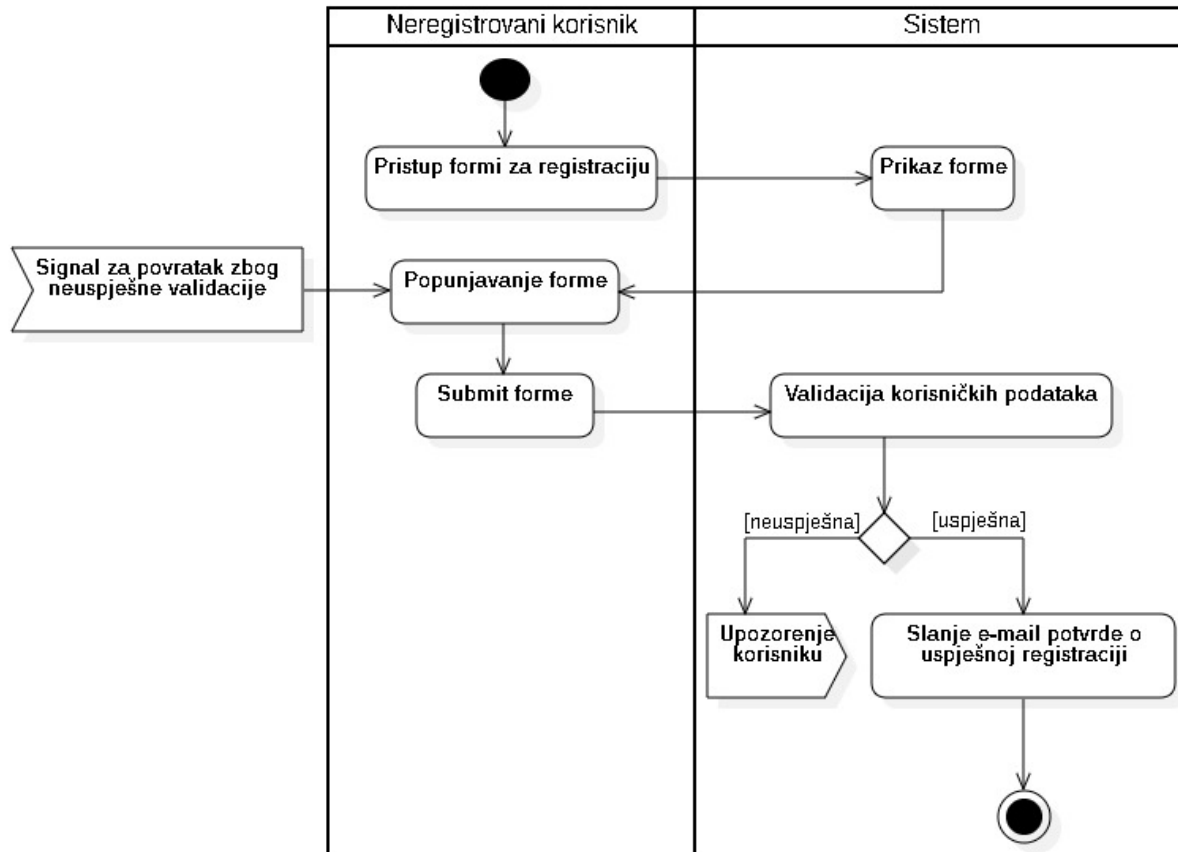 Neregistrovani korisnik
Sistem
Pristup formi za registraciju
Prikaz forme
Signal za povratak zbog
neuspješne validacije
Popunjavanje forme
Submit forme
Validacija korisničkih podataka
[neuspješna]
[uspješna]
Upozorenje
korisniku
Slanje e-mail potvrde o
uspješnoj registraciji